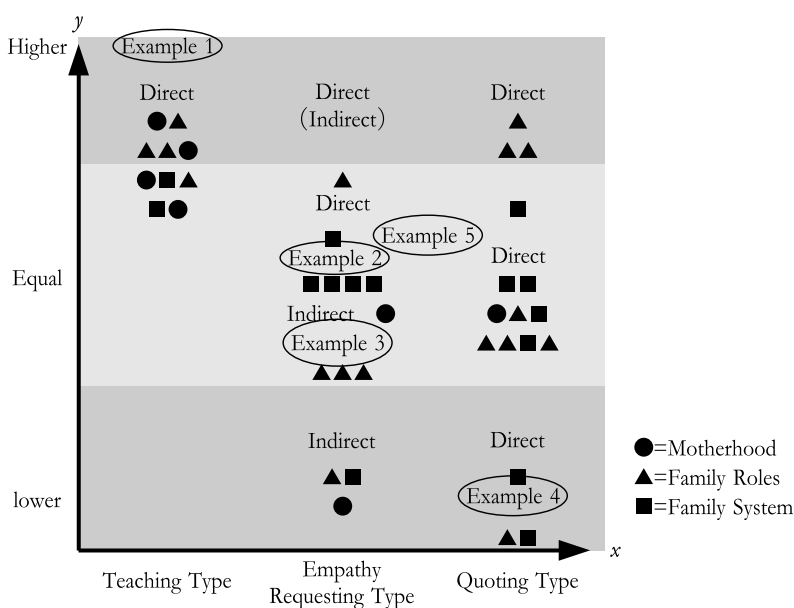 y
Higher
Example 1
Direct
Direct
(Indirect)
Direct
Direct
Example 5
Example 2
Direct
Equal
Indirect
Example 3
Indirect
Direct
=Motherhood
=Family Roles
lower
Example 4
=Family System
x
Teaching Type
Empathy
Requesting Type
Quoting Type